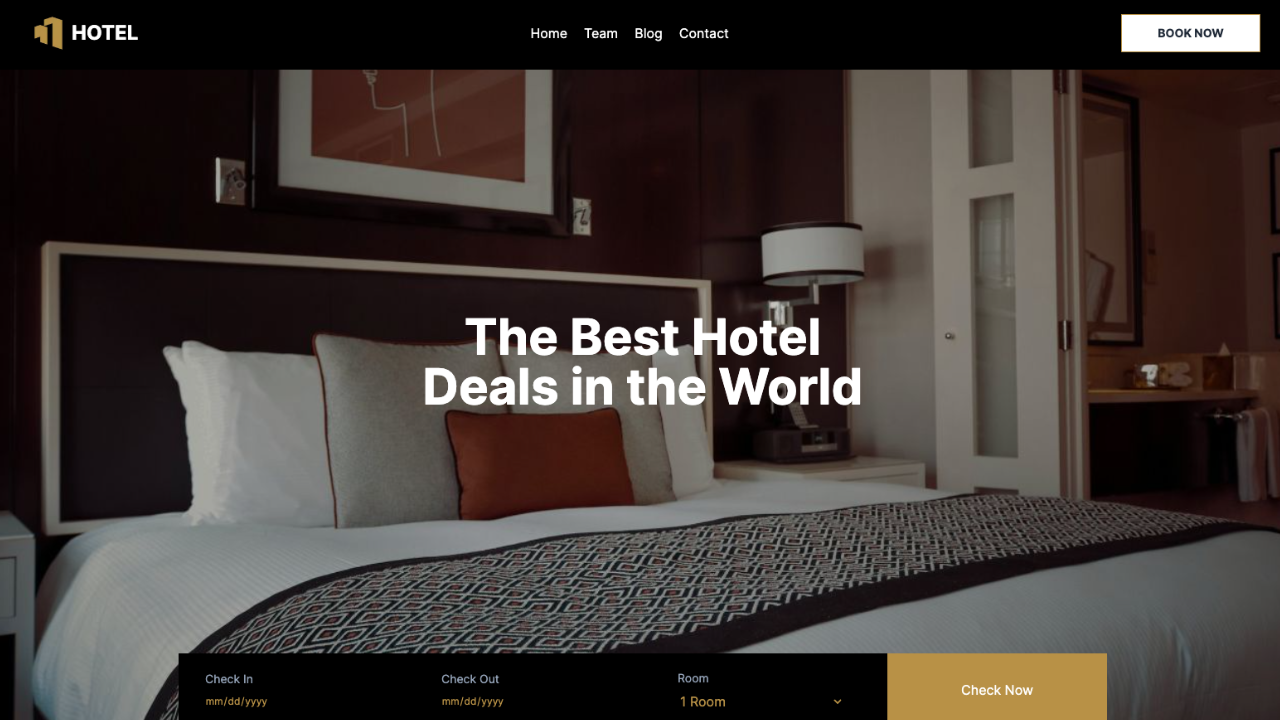 HOTEL
Home Team Blog Contact
BOOK NOW
The Best Hotel
Deals in the World
Check In
mm/dd/yyyy
Check Out
mm/dd/yyyy
Room
1 Room
Check Now